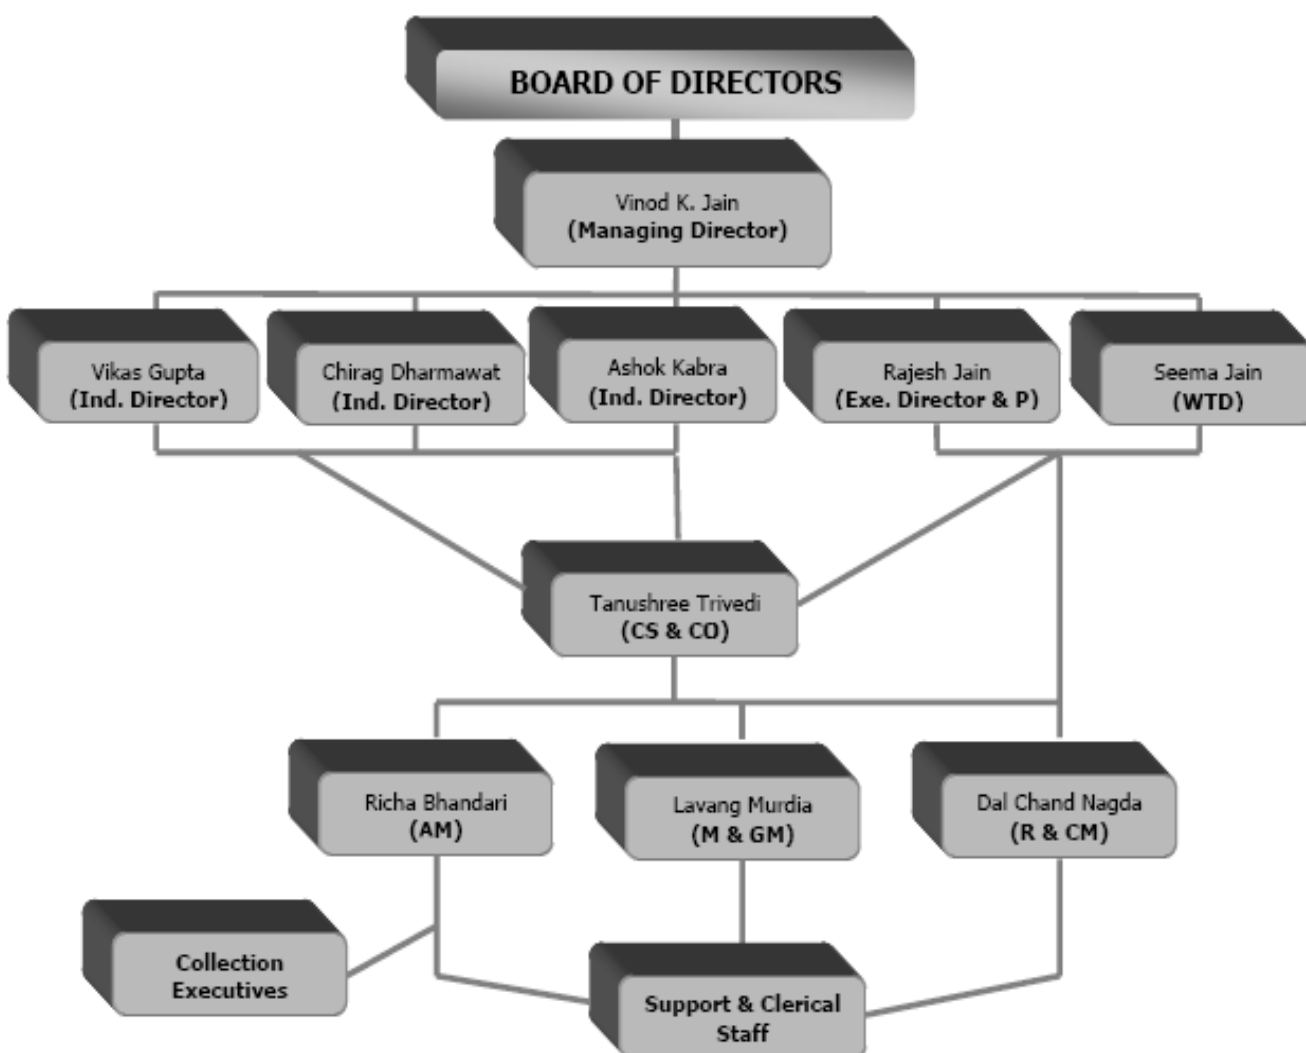 BOARD OF DIRECTORS
Vinod K. Jain
(Managing Director)
Vikas Gupta
(Ind. Director)
Chirag Dharmawat
(Ind. Director)
Ashok Kabra
(Ind. Director)
Rajesh Jain
(Exe. Director & P)
Seema Jain
(WTD)
Tanushree Trivedi
(CS & CO)
Richa Bhandari
(AM)
Lavang Murdia
(M & GM)
Dal Chand Nagda
(R & CM)
Collection
Executives
Support & Clerical
Staff